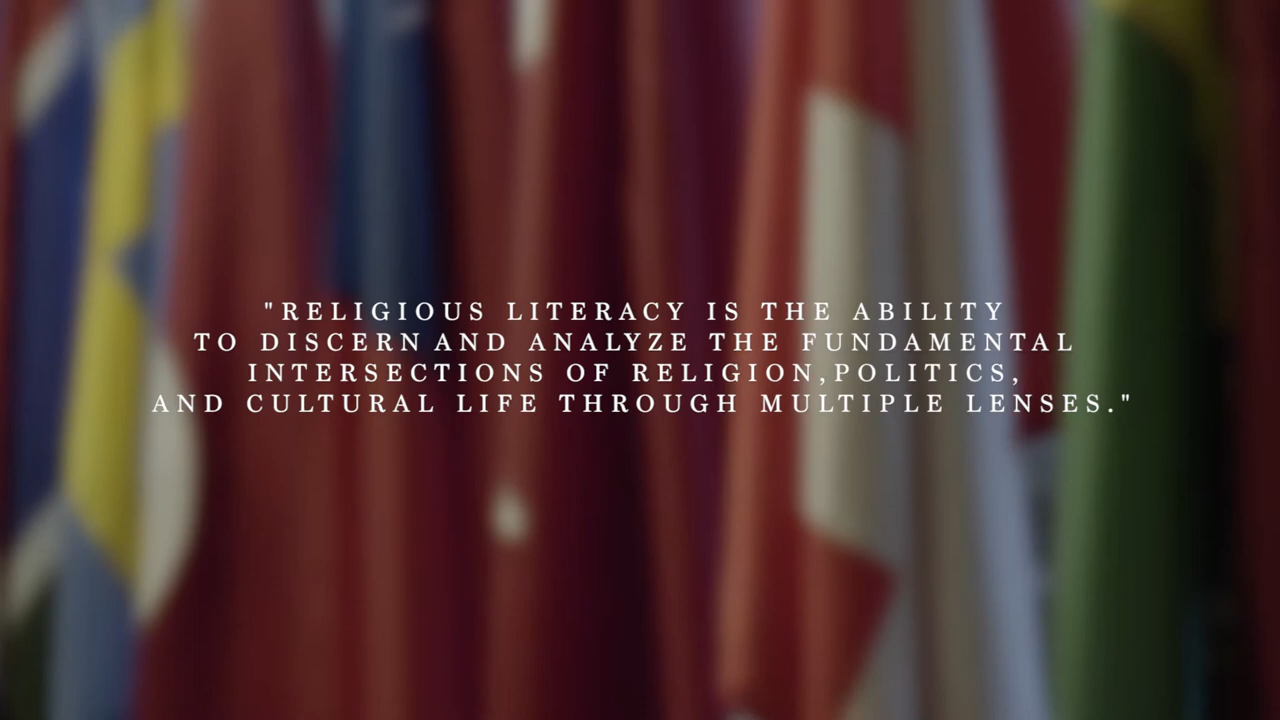 "RELIGIOUS LITERACY IS THE ABILITY
TO DISCERN AND ANALYZE THE FUNDAMENTAL
INTERSECTIONS OF RELIGION,POLITICS,
AND CULTURAL LIFE THROUGH MULTIPLE LENSES."